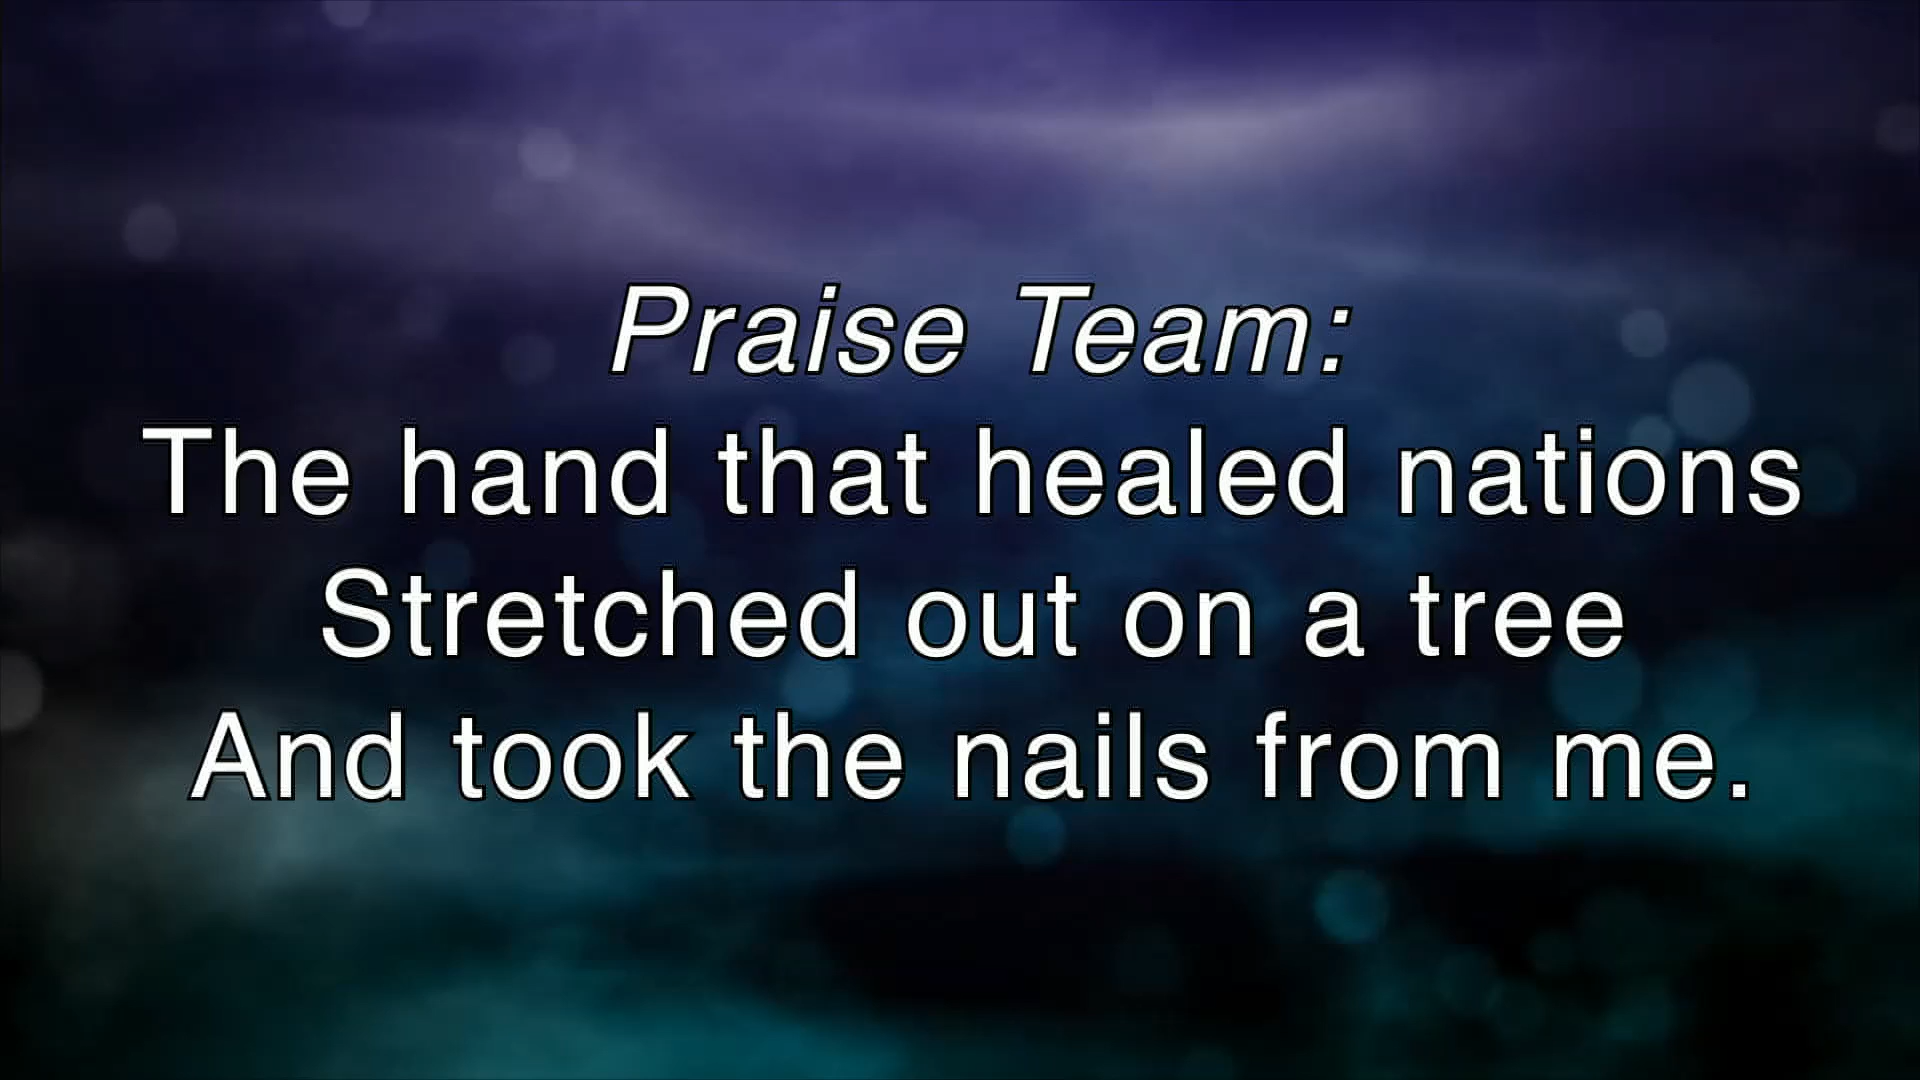 Praise Team:
The hand that healed nations
Stretched out on a tree
And took the nails from me.